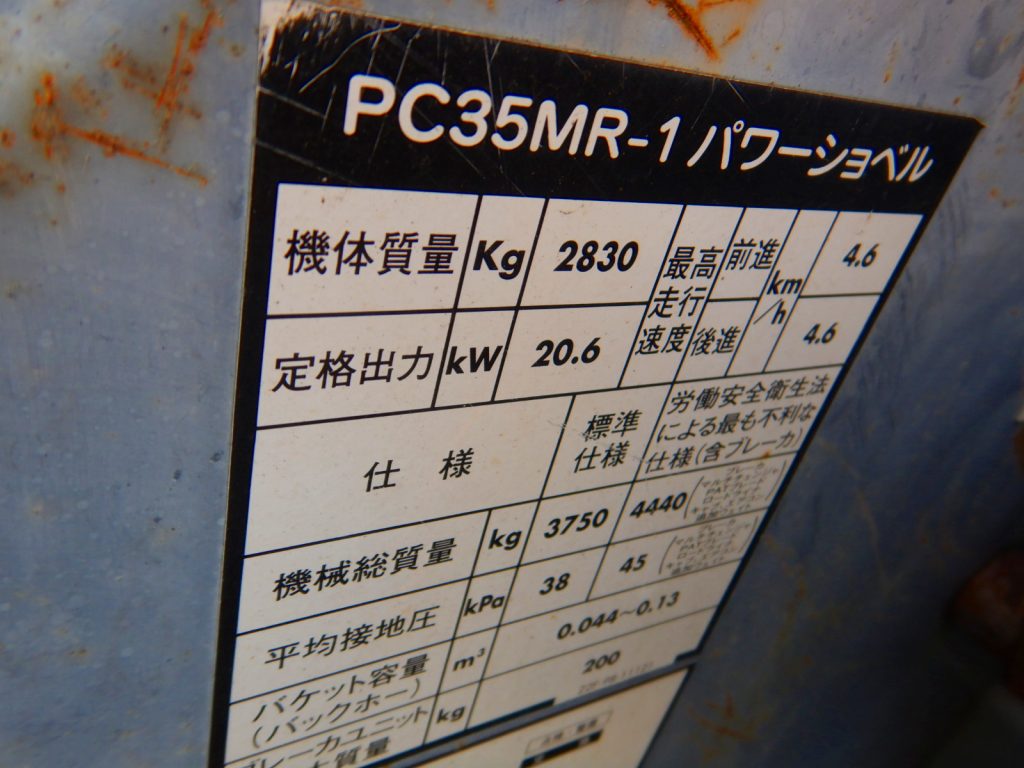 PC35MR-1 パワーショベル
機体質量 Kg 2830 最高走行速度 前進 km/h 4.6
定格出力 kW 20.6 後進 4.6
仕 様 標準仕様 労働安全衛生法による最も不利な仕様(含ブレーカ)
機械総質量 kg 3750 4440
平均接地圧 kPa 38 45
バケット容量
(バックホー) m³ 0.044~0.13
ブレーカユニット
質量 kg 200